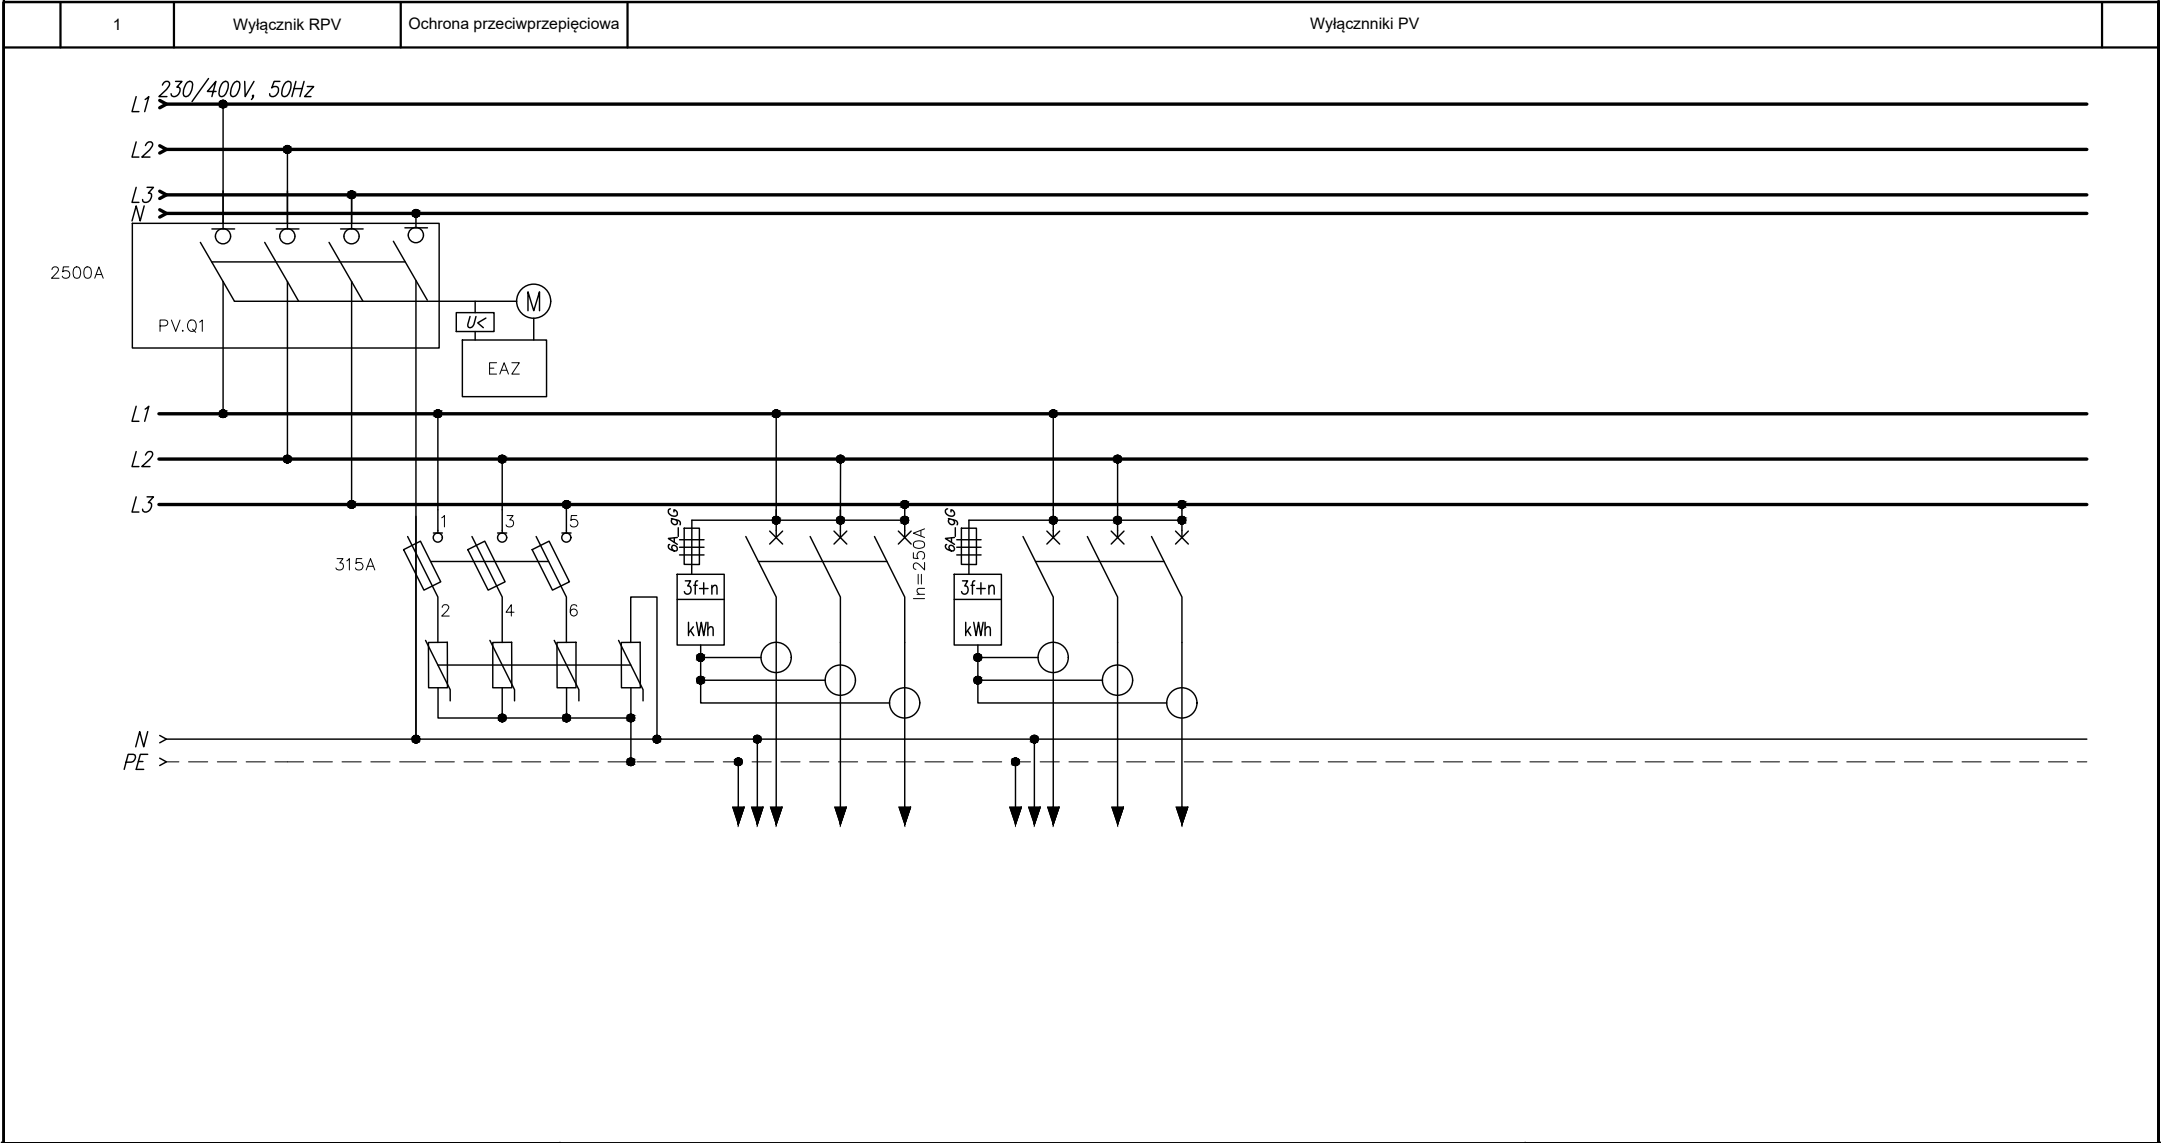 1
Wyłącznik RPV
Ochrona przeciwprzepięciowa
Wyłącznniki PV
230/400V, 50Hz
L1
L2
L3
N
2500A
PV.Q1
M
U<
EAZ
L1
L2
L3
1
3
5
315A
2
4
6
6A_gG
3f+n
kWh
In=250A
6A_gG
3f+n
kWh
N
PE